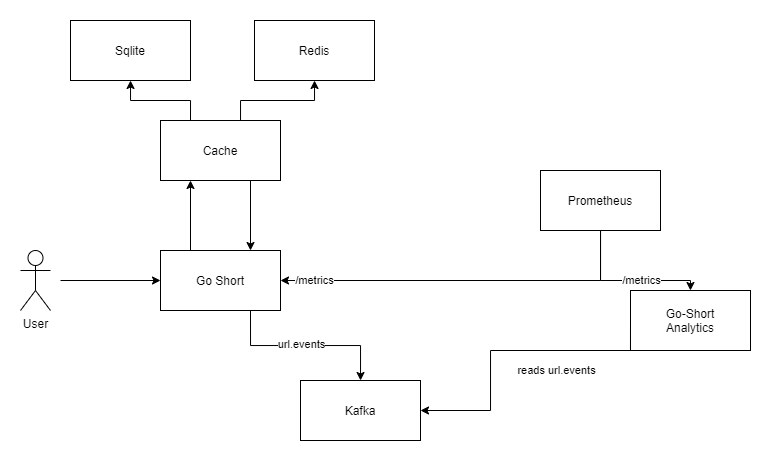 Sqlite
Redis
Cache
Prometheus
Go Short
/metrics
/metrics
User
Go-Short
Analytics
url.events
reads url.events
Kafka